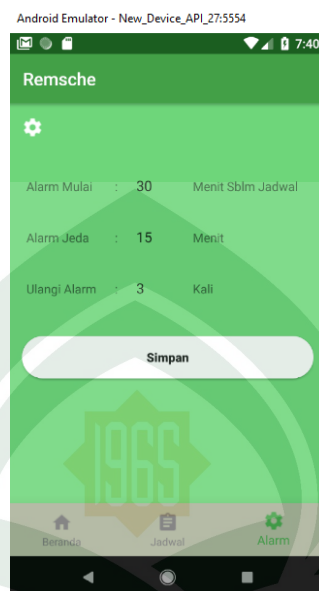 Android Emulator - New_Device_API_27:5554
7:40
Remsche
Alarm Mulai : 30 Menit Sblm Jadwal
Alarm Jeda : 15 Menit
Ulangi Alarm : 3 Kali
Simpan
1965
Beranda Jadwal Alarm